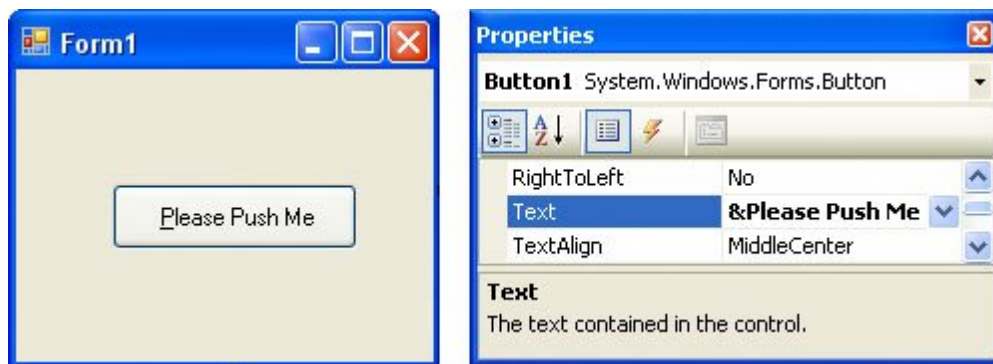 Form1
Please Push Me
Properties
Button1 System.Windows.Forms.Button
A
Z
RightToLeft No
Text &Please Push Me
TextAlign MiddleCenter
Text
The text contained in the control.